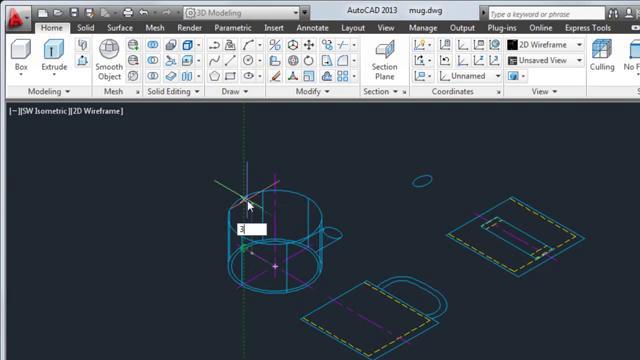 3D Modeling
AutoCAD 2013 mug.dwg
Type a keyword or phrase
Home Solid Surface Mesh Render Parametric Insert Annotate View Manage Output Plug-ins Online Express Tools
Box
Extrude
Smooth
Object
Section
Plane
2D Wireframe
Unsaved View
Unnamed
Culling
No F
Modeling
Mesh
Solid Editing
Draw
Modify
Section
Coordinates
View
[−][SW Isometric][2D Wireframe]
3